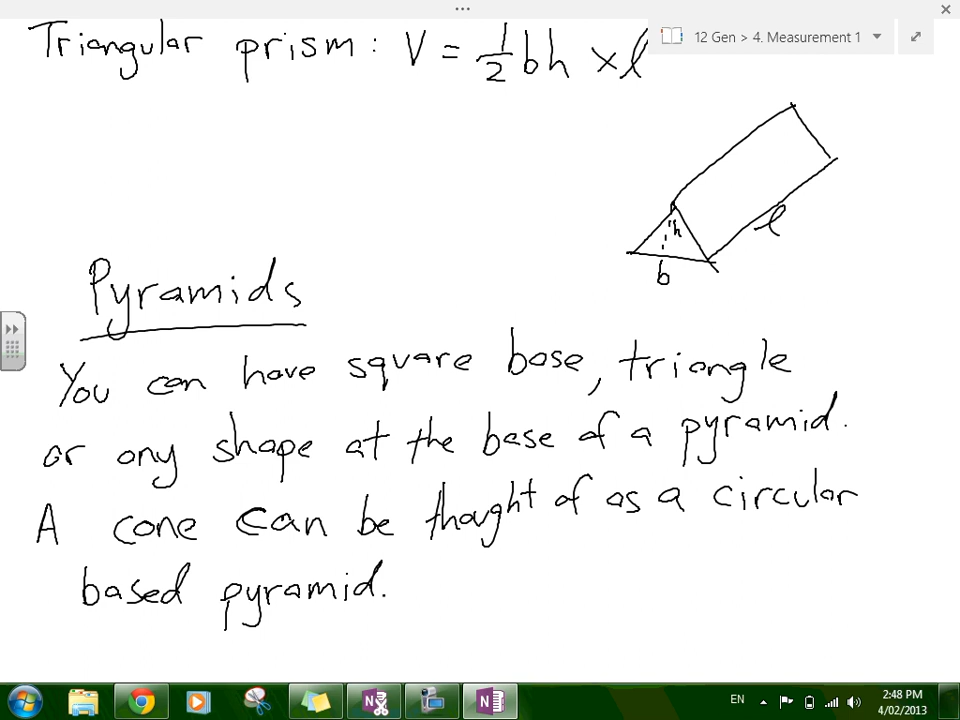 Triangular prism: V = 1/2 bh × l
12 Gen > 4. Measurement 1
h
l
b
Pyramids
You can have square base, triangle
or any shape at the base of a pyramid.
A cone can be thought of as a circular
based pyramid.
EN
2:48 PM
4/02/2013